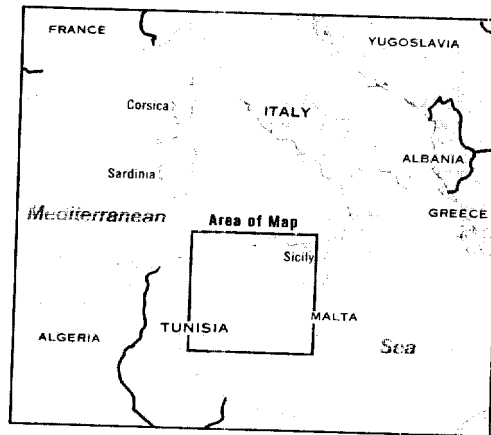 FRANCE
YUGOSLAVIA
Corsica
ITALY
ALBANIA
Sardinia
Mediterranean
Area of Map
GREECE
Sicily
TUNISIA
MALTA
ALGERIA
Sea